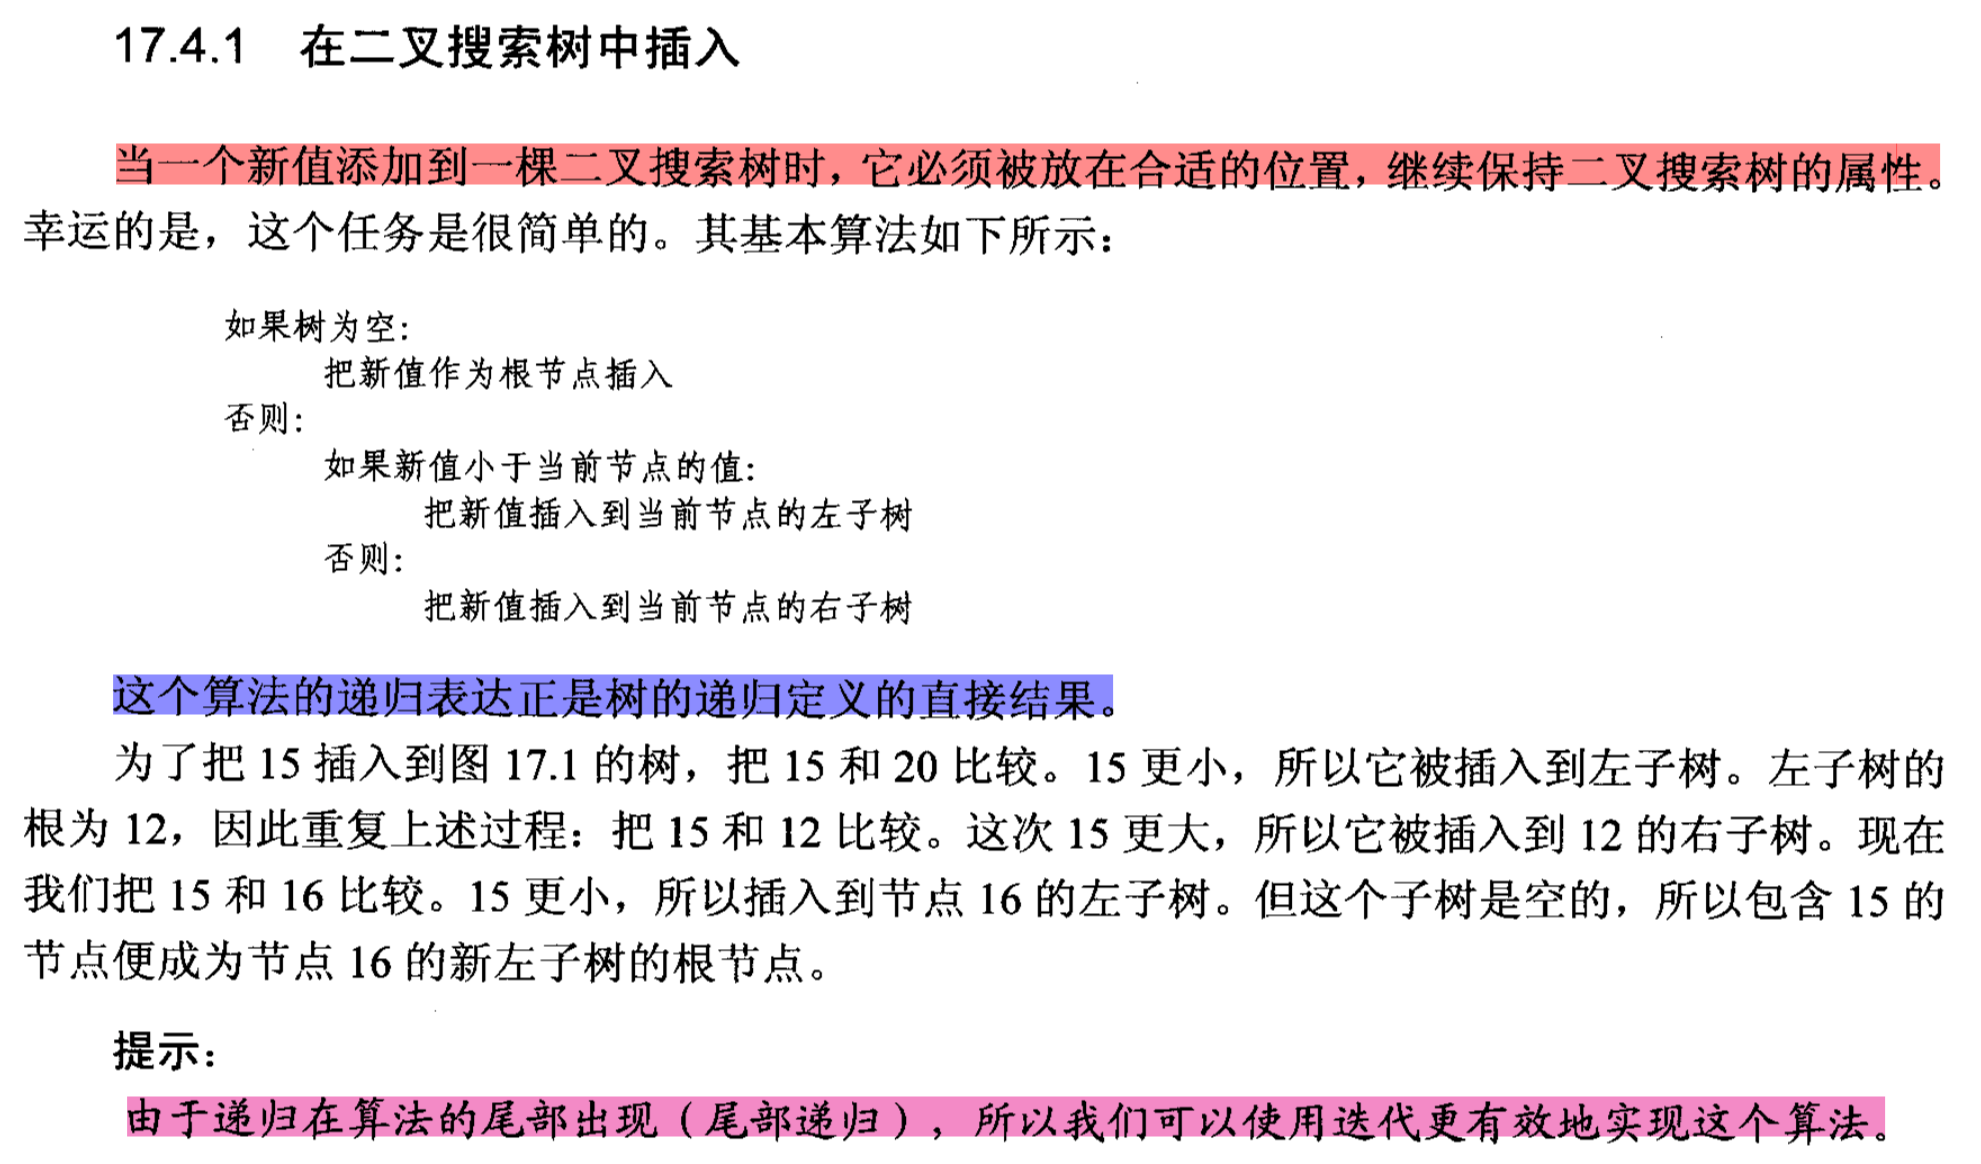 17.4.1 在二叉搜索树中插入
当一个新值添加到一棵二叉搜索树时，它必须被放在合适的位置，继续保持二叉搜索树的属性。
幸运的是，这个任务是很简单的。其基本算法如下所示：
如果树为空：
把新值作为根节点插入
否则：
如果新值小于当前节点的值：
把新值插入到当前节点的左子树
否则：
把新值插入到当前节点的右子树
这个算法的递归表达正是树的递归定义的直接结果。
为了把 15 插入到图 17.1 的树，把 15 和 20 比较。15 更小，所以它被插入到左子树。左子树的
根为 12，因此重复上述过程：把 15 和 12 比较。这次 15 更大，所以它被插入到 12 的右子树。现在
我们把 15 和 16 比较。15 更小，所以插入到节点 16 的左子树。但这个子树是空的，所以包含 15 的
节点便成为节点 16 的新左子树的根节点。
提示：
由于递归在算法的尾部出现（尾部递归），所以我们可以使用迭代更有效地实现这个算法。